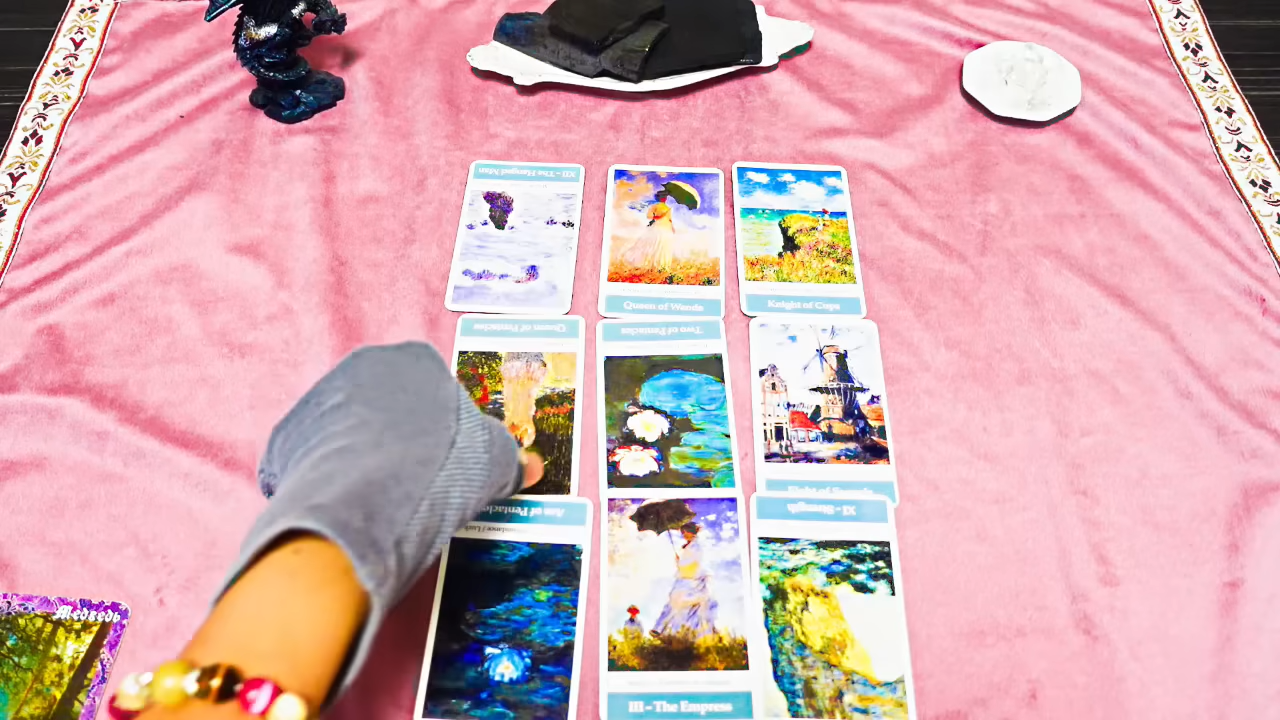 XII - The Hanged Man
Queen of Wands
Knight of Cups
Queen of Pentacles
Two of Pentacles
Ace of Pentacles
XI - Strength
III - The Empress
Медведь